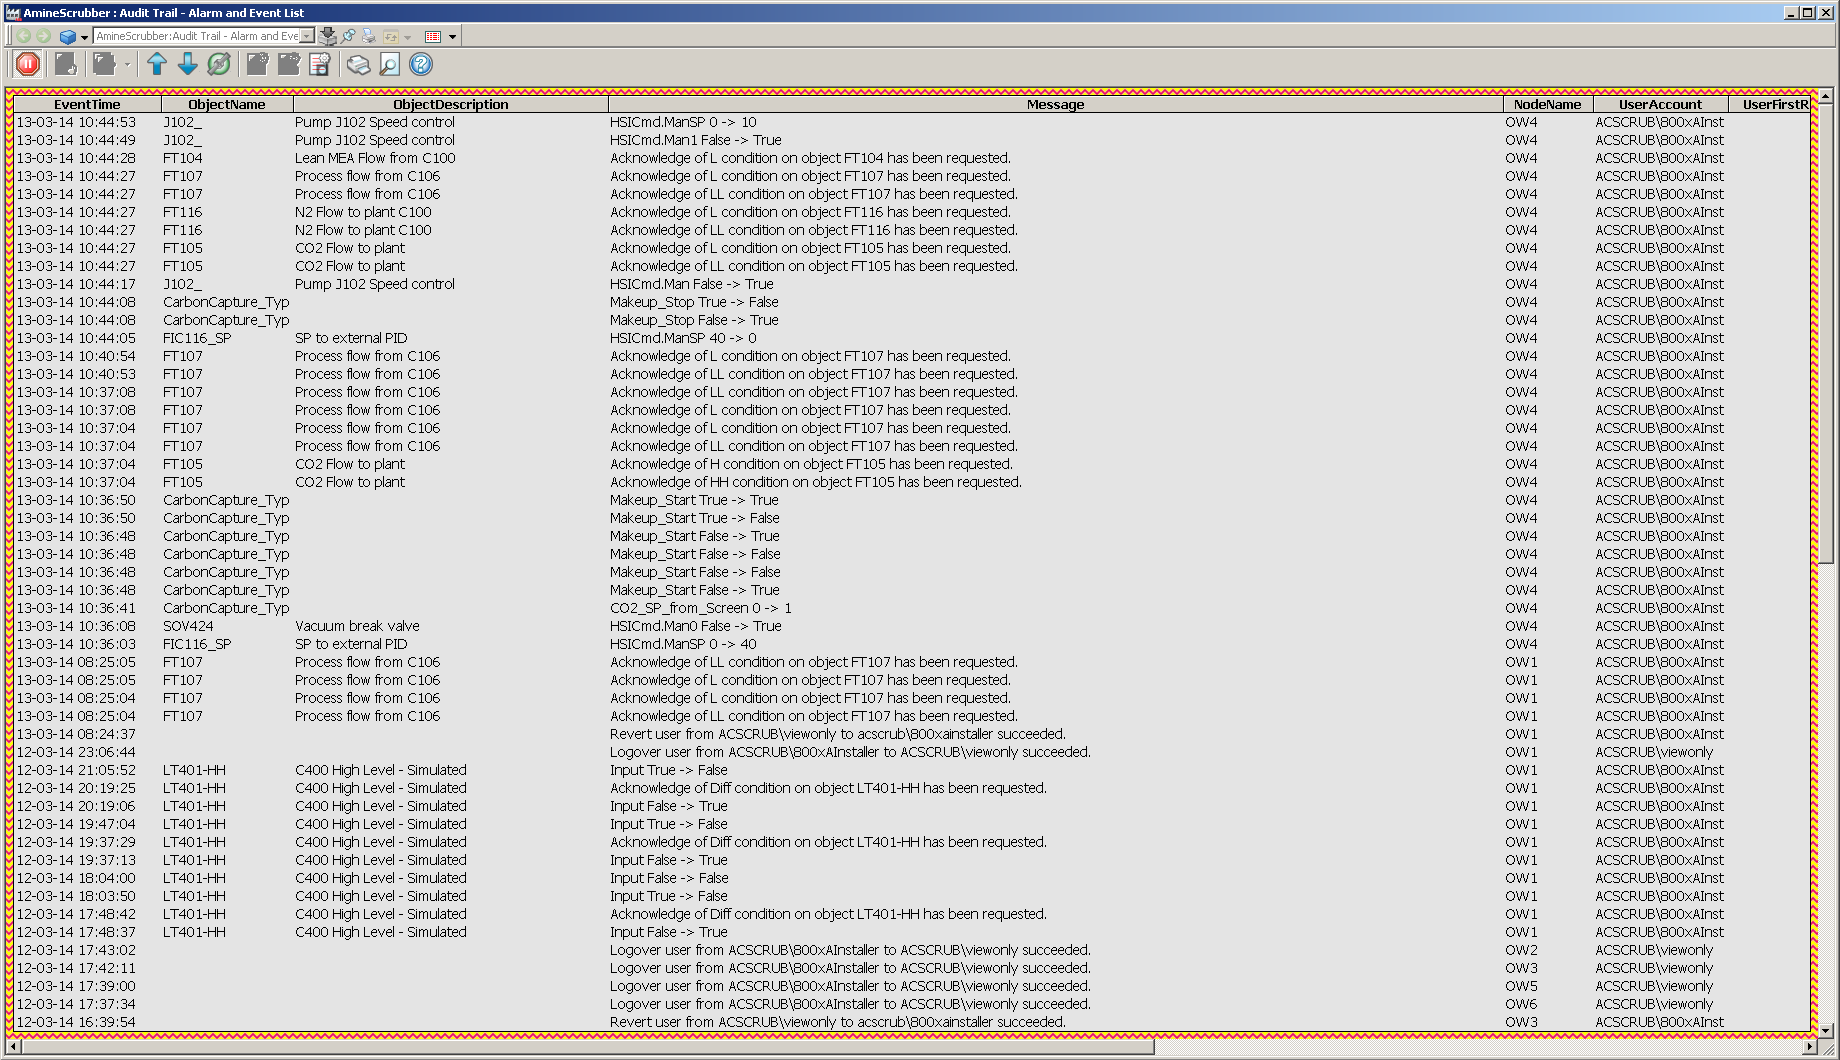 AmineScrubber : Audit Trail - Alarm and Event List
AmineScrubber:Audit Trail - Alarm and Eve
EventTime ObjectName ObjectDescription Message NodeName UserAccount UserFirstR
13-03-14 10:44:53 J102_ Pump J102 Speed control HSICmd.ManSP 0 -> 10 OW4 ACSCRUB\800xAInst
13-03-14 10:44:49 J102_ Pump J102 Speed control HSICmd.Man1 False -> True OW4 ACSCRUB\800xAInst
13-03-14 10:44:28 FT104 Lean MEA Flow from C100 Acknowledge of L condition on object FT104 has been requested. OW4 ACSCRUB\800xAInst
13-03-14 10:44:27 FT107 Process flow from C106 Acknowledge of L condition on object FT107 has been requested. OW4 ACSCRUB\800xAInst
13-03-14 10:44:27 FT107 Process flow from C106 Acknowledge of LL condition on object FT107 has been requested. OW4 ACSCRUB\800xAInst
13-03-14 10:44:27 FT116 N2 Flow to plant C100 Acknowledge of L condition on object FT116 has been requested. OW4 ACSCRUB\800xAInst
13-03-14 10:44:27 FT116 N2 Flow to plant C100 Acknowledge of LL condition on object FT116 has been requested. OW4 ACSCRUB\800xAInst
13-03-14 10:44:27 FT105 CO2 Flow to plant Acknowledge of L condition on object FT105 has been requested. OW4 ACSCRUB\800xAInst
13-03-14 10:44:27 FT105 CO2 Flow to plant Acknowledge of LL condition on object FT105 has been requested. OW4 ACSCRUB\800xAInst
13-03-14 10:44:17 J102_ Pump J102 Speed control HSICmd.Man False -> True OW4 ACSCRUB\800xAInst
13-03-14 10:44:08 CarbonCapture_Typ Makeup_Stop True -> False OW4 ACSCRUB\800xAInst
13-03-14 10:44:08 CarbonCapture_Typ Makeup_Stop False -> True OW4 ACSCRUB\800xAInst
13-03-14 10:44:05 FIC116_SP SP to external PID HSICmd.ManSP 40 -> 0 OW4 ACSCRUB\800xAInst
13-03-14 10:40:54 FT107 Process flow from C106 Acknowledge of L condition on object FT107 has been requested. OW4 ACSCRUB\800xAInst
13-03-14 10:40:53 FT107 Process flow from C106 Acknowledge of LL condition on object FT107 has been requested. OW4 ACSCRUB\800xAInst
13-03-14 10:37:08 FT107 Process flow from C106 Acknowledge of LL condition on object FT107 has been requested. OW4 ACSCRUB\800xAInst
13-03-14 10:37:08 FT107 Process flow from C106 Acknowledge of L condition on object FT107 has been requested. OW4 ACSCRUB\800xAInst
13-03-14 10:37:04 FT107 Process flow from C106 Acknowledge of L condition on object FT107 has been requested. OW4 ACSCRUB\800xAInst
13-03-14 10:37:04 FT107 Process flow from C106 Acknowledge of LL condition on object FT107 has been requested. OW4 ACSCRUB\800xAInst
13-03-14 10:37:04 FT105 CO2 Flow to plant Acknowledge of H condition on object FT105 has been requested. OW4 ACSCRUB\800xAInst
13-03-14 10:37:04 FT105 CO2 Flow to plant Acknowledge of HH condition on object FT105 has been requested. OW4 ACSCRUB\800xAInst
13-03-14 10:36:50 CarbonCapture_Typ Makeup_Start True -> True OW4 ACSCRUB\800xAInst
13-03-14 10:36:50 CarbonCapture_Typ Makeup_Start True -> False OW4 ACSCRUB\800xAInst
13-03-14 10:36:48 CarbonCapture_Typ Makeup_Start False -> True OW4 ACSCRUB\800xAInst
13-03-14 10:36:48 CarbonCapture_Typ Makeup_Start False -> False OW4 ACSCRUB\800xAInst
13-03-14 10:36:48 CarbonCapture_Typ Makeup_Start False -> False OW4 ACSCRUB\800xAInst
13-03-14 10:36:48 CarbonCapture_Typ Makeup_Start False -> True OW4 ACSCRUB\800xAInst
13-03-14 10:36:41 CarbonCapture_Typ CO2_SP_from_Screen 0 -> 1 OW4 ACSCRUB\800xAInst
13-03-14 10:36:08 SOV424 Vacuum break valve HSICmd.Man0 False -> True OW4 ACSCRUB\800xAInst
13-03-14 10:36:03 FIC116_SP SP to external PID HSICmd.ManSP 0 -> 40 OW4 ACSCRUB\800xAInst
13-03-14 08:25:05 FT107 Process flow from C106 Acknowledge of LL condition on object FT107 has been requested. OW1 ACSCRUB\800xAInst
13-03-14 08:25:05 FT107 Process flow from C106 Acknowledge of L condition on object FT107 has been requested. OW1 ACSCRUB\800xAInst
13-03-14 08:25:04 FT107 Process flow from C106 Acknowledge of L condition on object FT107 has been requested. OW1 ACSCRUB\800xAInst
13-03-14 08:25:04 FT107 Process flow from C106 Acknowledge of LL condition on object FT107 has been requested. OW1 ACSCRUB\800xAInst
13-03-14 08:24:37 Revert user from ACSCRUB\viewonly to acscrub\800xainstaller succeeded. OW1 ACSCRUB\800xAInst
12-03-14 23:06:44 Logover user from ACSCRUB\800xAInstaller to ACSCRUB\viewonly succeeded. OW1 ACSCRUB\viewonly
12-03-14 21:05:52 LT401-HH C400 High Level - Simulated Input True -> False OW1 ACSCRUB\800xAInst
12-03-14 20:19:25 LT401-HH C400 High Level - Simulated Acknowledge of Diff condition on object LT401-HH has been requested. OW1 ACSCRUB\800xAInst
12-03-14 20:19:06 LT401-HH C400 High Level - Simulated Input False -> True OW1 ACSCRUB\800xAInst
12-03-14 19:47:04 LT401-HH C400 High Level - Simulated Input True -> False OW1 ACSCRUB\800xAInst
12-03-14 19:37:29 LT401-HH C400 High Level - Simulated Acknowledge of Diff condition on object LT401-HH has been requested. OW1 ACSCRUB\800xAInst
12-03-14 19:37:13 LT401-HH C400 High Level - Simulated Input False -> True OW1 ACSCRUB\800xAInst
12-03-14 18:04:00 LT401-HH C400 High Level - Simulated Input False -> False OW1 ACSCRUB\800xAInst
12-03-14 18:03:50 LT401-HH C400 High Level - Simulated Input True -> False OW1 ACSCRUB\800xAInst
12-03-14 17:48:42 LT401-HH C400 High Level - Simulated Acknowledge of Diff condition on object LT401-HH has been requested. OW1 ACSCRUB\800xAInst
12-03-14 17:48:37 LT401-HH C400 High Level - Simulated Input False -> True OW1 ACSCRUB\800xAInst
12-03-14 17:43:02 Logover user from ACSCRUB\800xAInstaller to ACSCRUB\viewonly succeeded. OW2 ACSCRUB\viewonly
12-03-14 17:42:11 Logover user from ACSCRUB\800xAInstaller to ACSCRUB\viewonly succeeded. OW3 ACSCRUB\viewonly
12-03-14 17:39:00 Logover user from ACSCRUB\800xAInstaller to ACSCRUB\viewonly succeeded. OW5 ACSCRUB\viewonly
12-03-14 17:37:34 Logover user from ACSCRUB\800xAInstaller to ACSCRUB\viewonly succeeded. OW6 ACSCRUB\viewonly
12-03-14 16:39:54 Revert user from ACSCRUB\viewonly to acscrub\800xainstaller succeeded. OW3 ACSCRUB\800xAInst